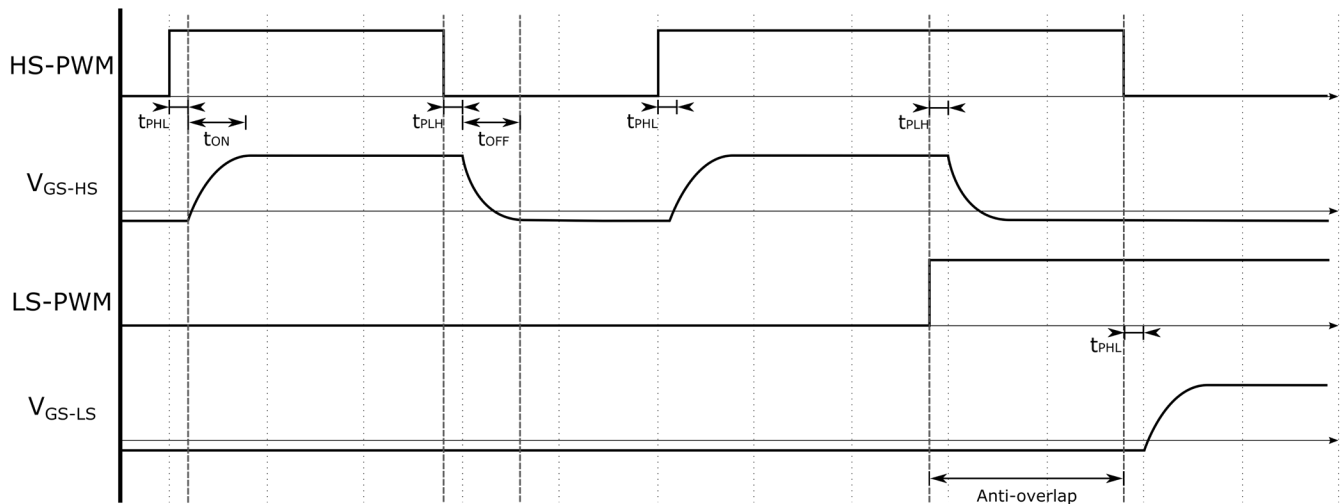 HS-PWM
tPHL
tON
tPLH
tOFF
tPHL
tPLH
VGS-HS
LS-PWM
tPHL
VGS-LS
Anti-overlap